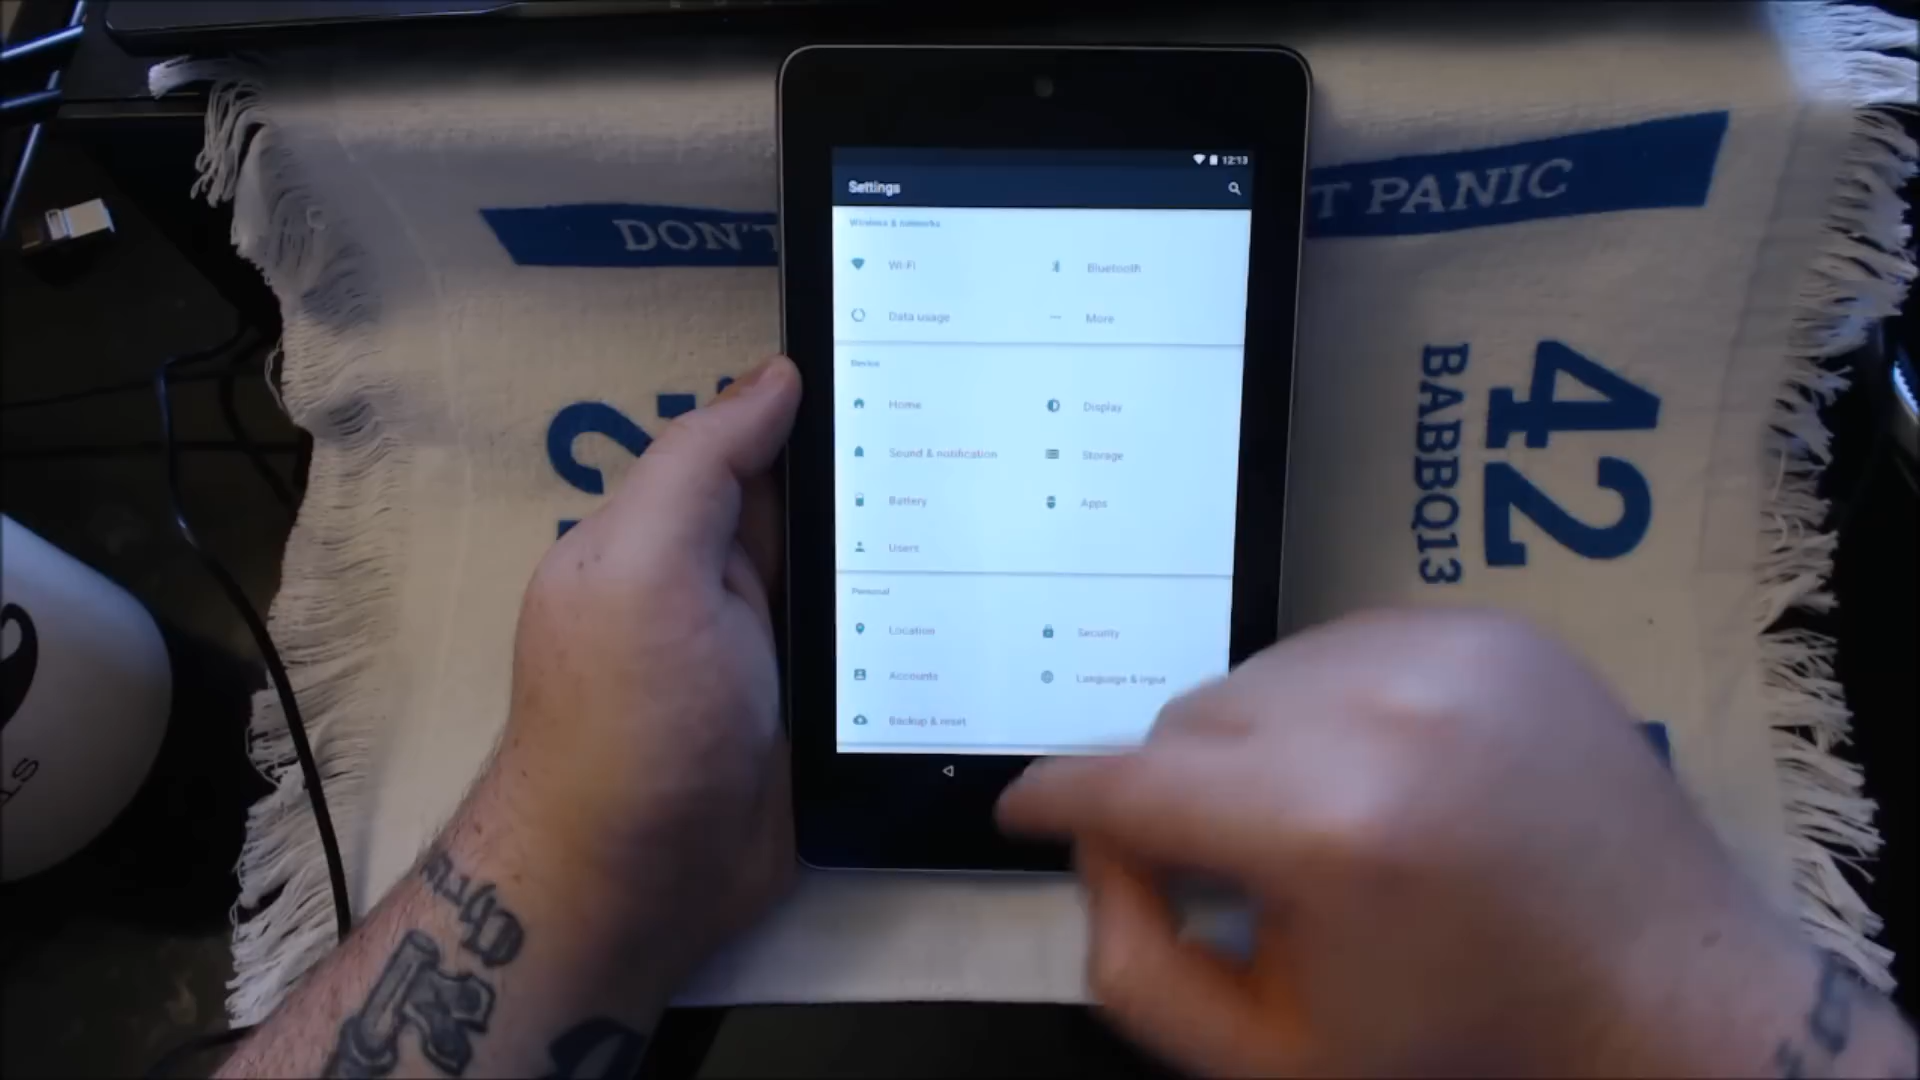 DON'T
T PANIC
12:13
Settings
Wireless & networks
Wi-Fi
Bluetooth
Data usage
More
Device
Home
Display
Sound & notification
Storage
Battery
Apps
Users
Personal
Location
Security
Accounts
Language & input
Backup & reset
42
BABBQ13